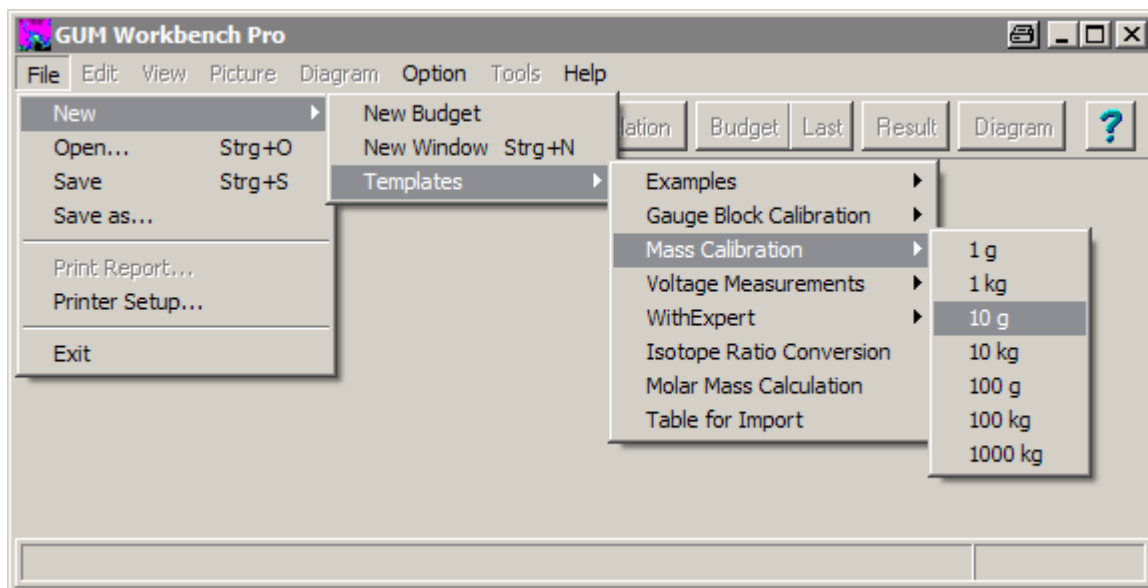 GUM Workbench Pro
File Edit View Picture Diagram Option Tools Help
New
Open... Strg+O
Save Strg+S
Save as...
Print Report...
Printer Setup...
Exit
New Budget
New Window Strg+N
Templates
Budget Last Result Diagram ?
Examples
Gauge Block Calibration
Mass Calibration
Voltage Measurements
WithExpert
Isotope Ratio Conversion
Molar Mass Calculation
Table for Import
1 g
1 kg
10 g
10 kg
100 g
100 kg
1000 kg